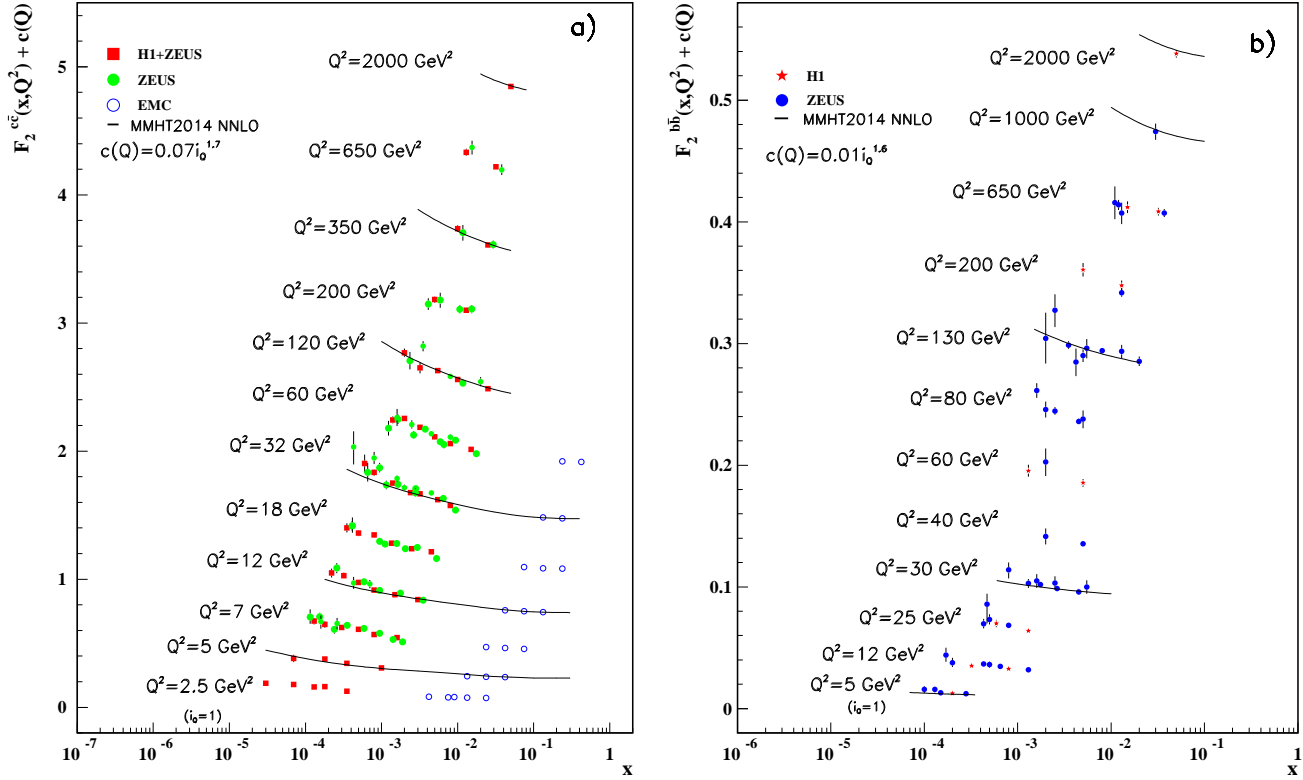 a)
F₂ᶜᶜ̄(x,Q²) + c(Q)
H1+ZEUS
ZEUS
EMC
MMHT2014 NNLO
c(Q)=0.07i_Q^1.7
Q²=2000 GeV²
Q²=650 GeV²
Q²=350 GeV²
Q²=200 GeV²
Q²=120 GeV²
Q²=60 GeV²
Q²=32 GeV²
Q²=18 GeV²
Q²=12 GeV²
Q²=7 GeV²
Q²=5 GeV²
Q²=2.5 GeV²
(i_Q=1)
5
4
3
2
1
0
10⁻⁷ 10⁻⁶ 10⁻⁵ 10⁻⁴ 10⁻³ 10⁻² 10⁻¹ 1
x
b)
F₂ᵇᵇ̄(x,Q²) + c(Q)
H1
ZEUS
MMHT2014 NNLO
c(Q)=0.01i_Q^1.6
Q²=2000 GeV²
Q²=1000 GeV²
Q²=650 GeV²
Q²=200 GeV²
Q²=130 GeV²
Q²=80 GeV²
Q²=60 GeV²
Q²=40 GeV²
Q²=30 GeV²
Q²=25 GeV²
Q²=12 GeV²
Q²=5 GeV²
(i_Q=1)
0.5
0.4
0.3
0.2
0.1
0
10⁻⁶ 10⁻⁵ 10⁻⁴ 10⁻³ 10⁻² 10⁻¹ 1
x